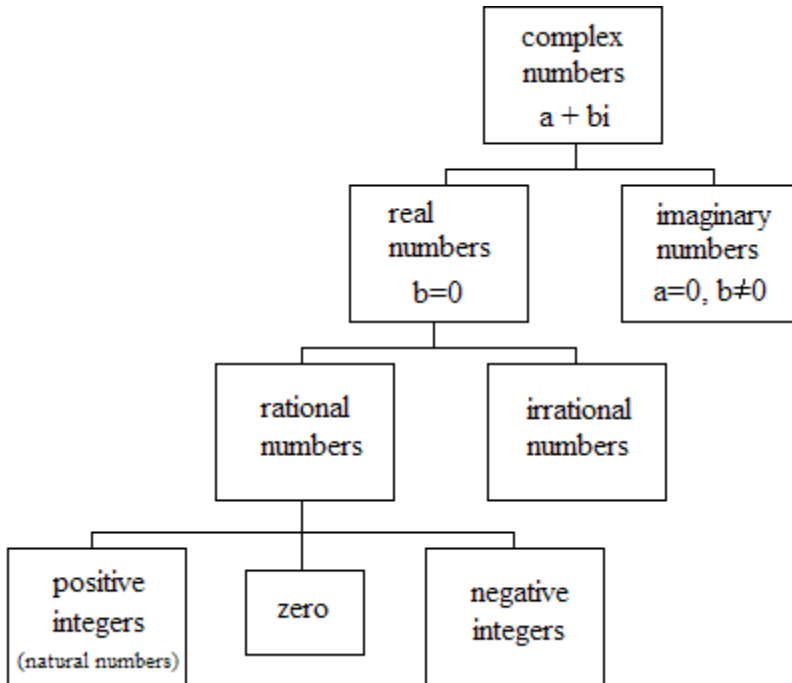 complex
numbers
a + bi
real
numbers
b=0
imaginary
numbers
a=0, b≠0
rational
numbers
irrational
numbers
positive
integers
(natural numbers)
zero
negative
integers